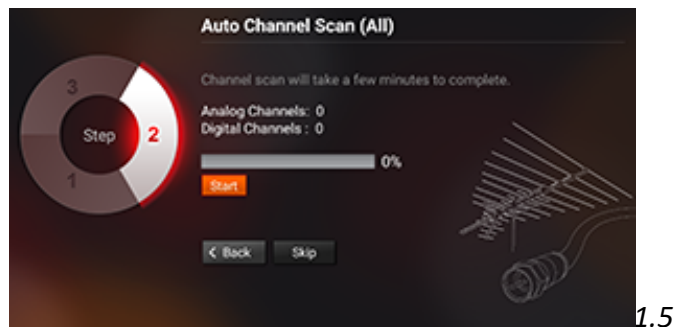 Auto Channel Scan (All)
Channel scan will take a few minutes to complete.
Analog Channels: 0
Digital Channels : 0
0%
Start
< Back Skip
3
Step 2
1
1.5